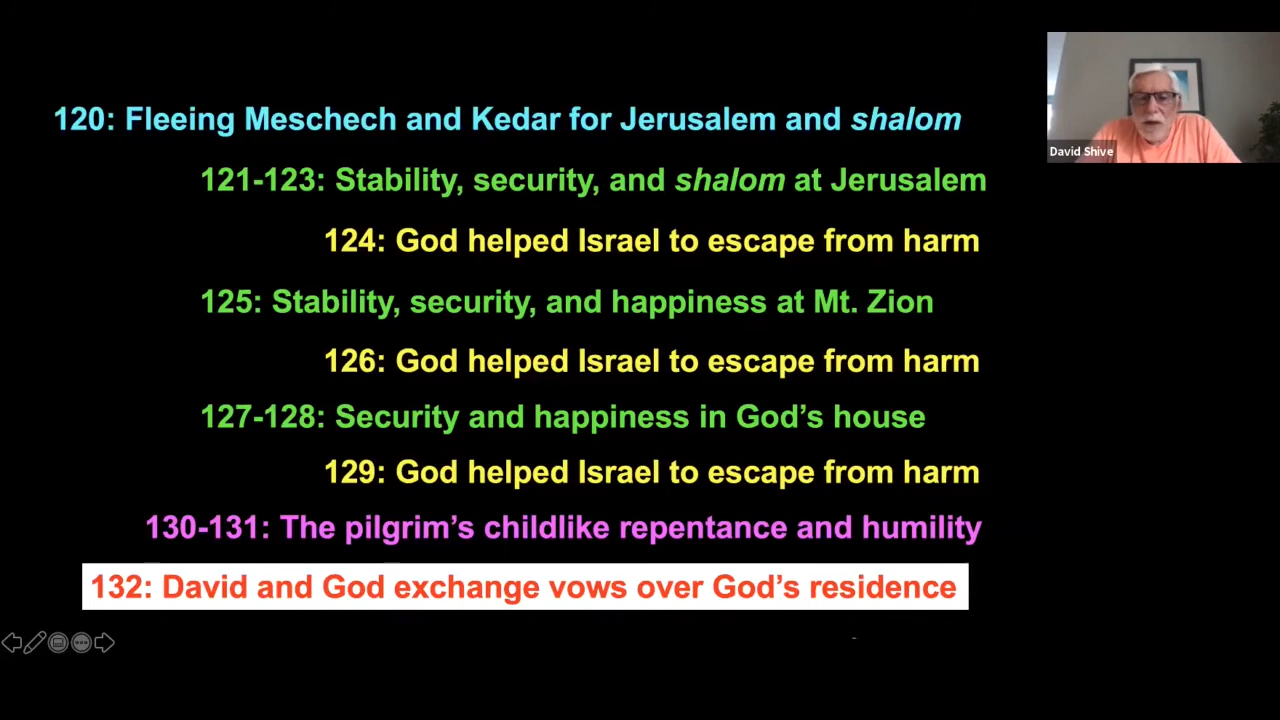 120: Fleeing Meschech and Kedar for Jerusalem and shalom
121-123: Stability, security, and shalom at Jerusalem
124: God helped Israel to escape from harm
125: Stability, security, and happiness at Mt. Zion
126: God helped Israel to escape from harm
127-128: Security and happiness in God’s house
129: God helped Israel to escape from harm
130-131: The pilgrim’s childlike repentance and humility
132: David and God exchange vows over God’s residence
David Shive